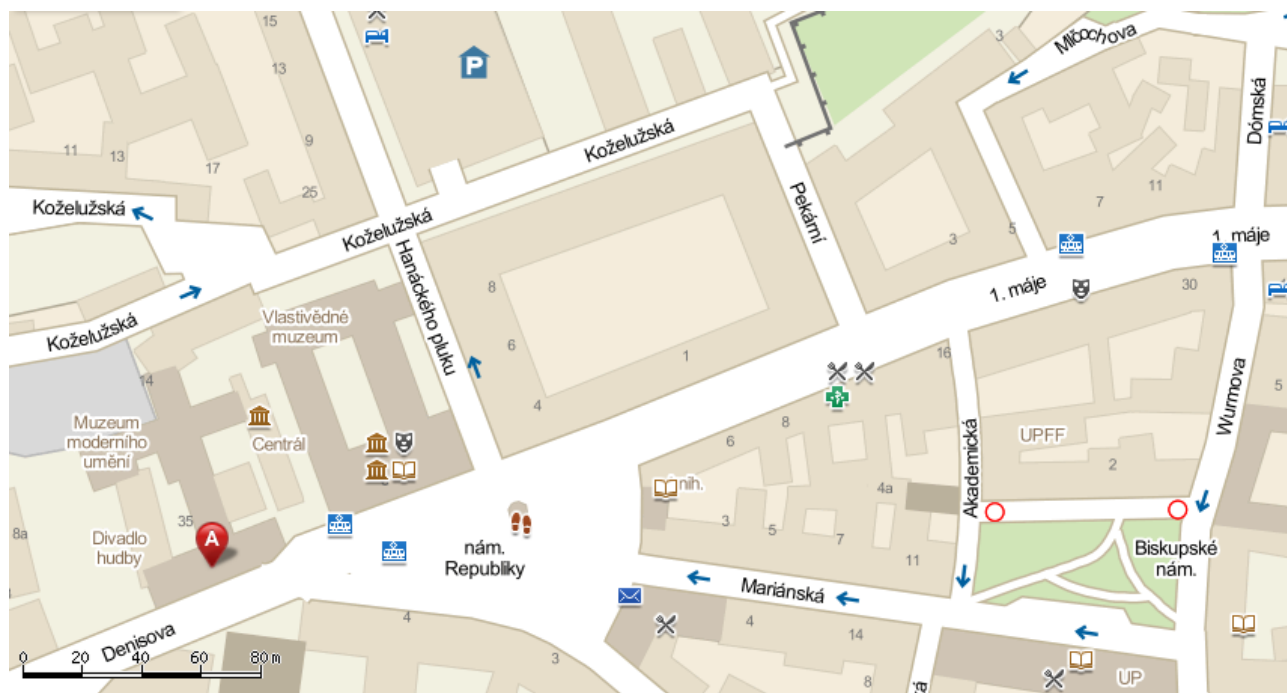 15
3
Mlčochova
13
P
Dómská
9
Koželužská
11
13
17
25
7
11
Pekární
Koželužská
Koželužská
5
3
1. máje
Hanáckého pluku
1. máje
8
30
Vlastivědné
muzeum
Koželužská
6
1
16
14
4
5
Wurmova
Muzeum
moderního
umění
Centrál
8
6
UPFF
2
Akademická
nih.
4a
35
3
5
7
8a
Divadlo
hudby
A
nám.
Republiky
11
Biskupské
nám.
Mariánská
4
4
14
Denisova
3
8
UP
0 20 40 60 80 m